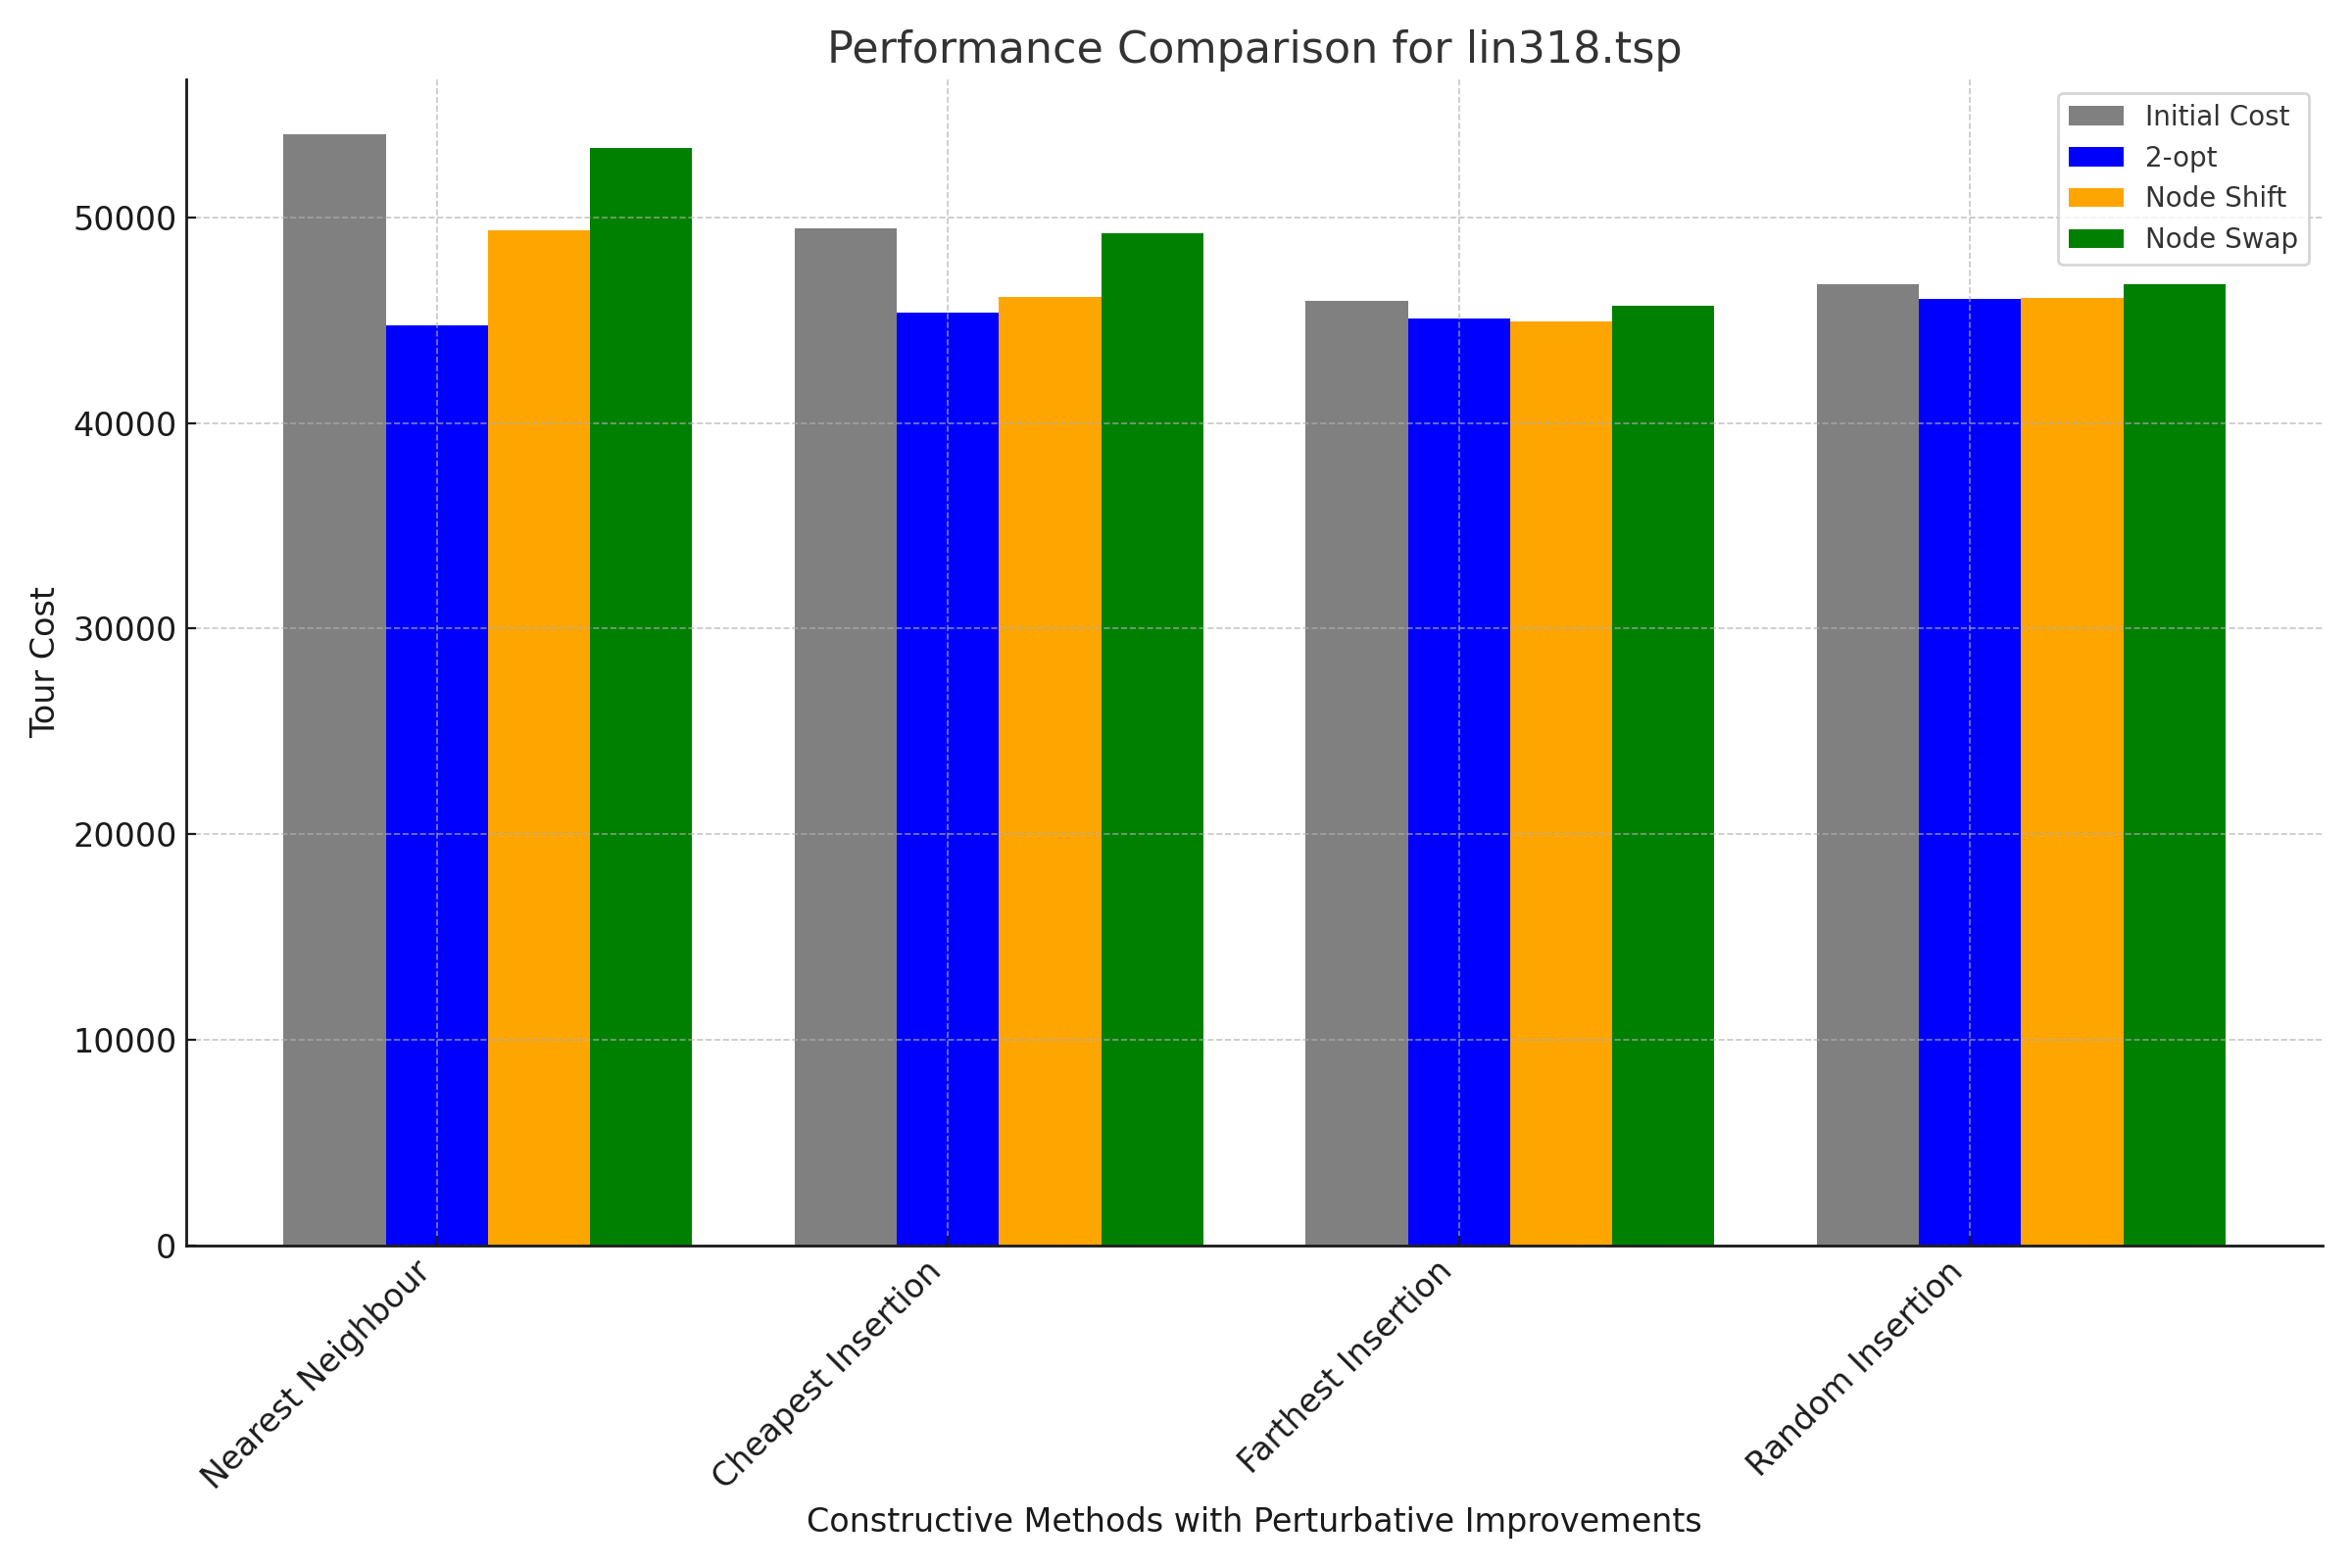 Performance Comparison for lin318.tsp
Initial Cost
2-opt
Node Shift
Node Swap
Tour Cost
50000
40000
30000
20000
10000
0
Nearest Neighbour
Cheapest Insertion
Farthest Insertion
Random Insertion
Constructive Methods with Perturbative Improvements